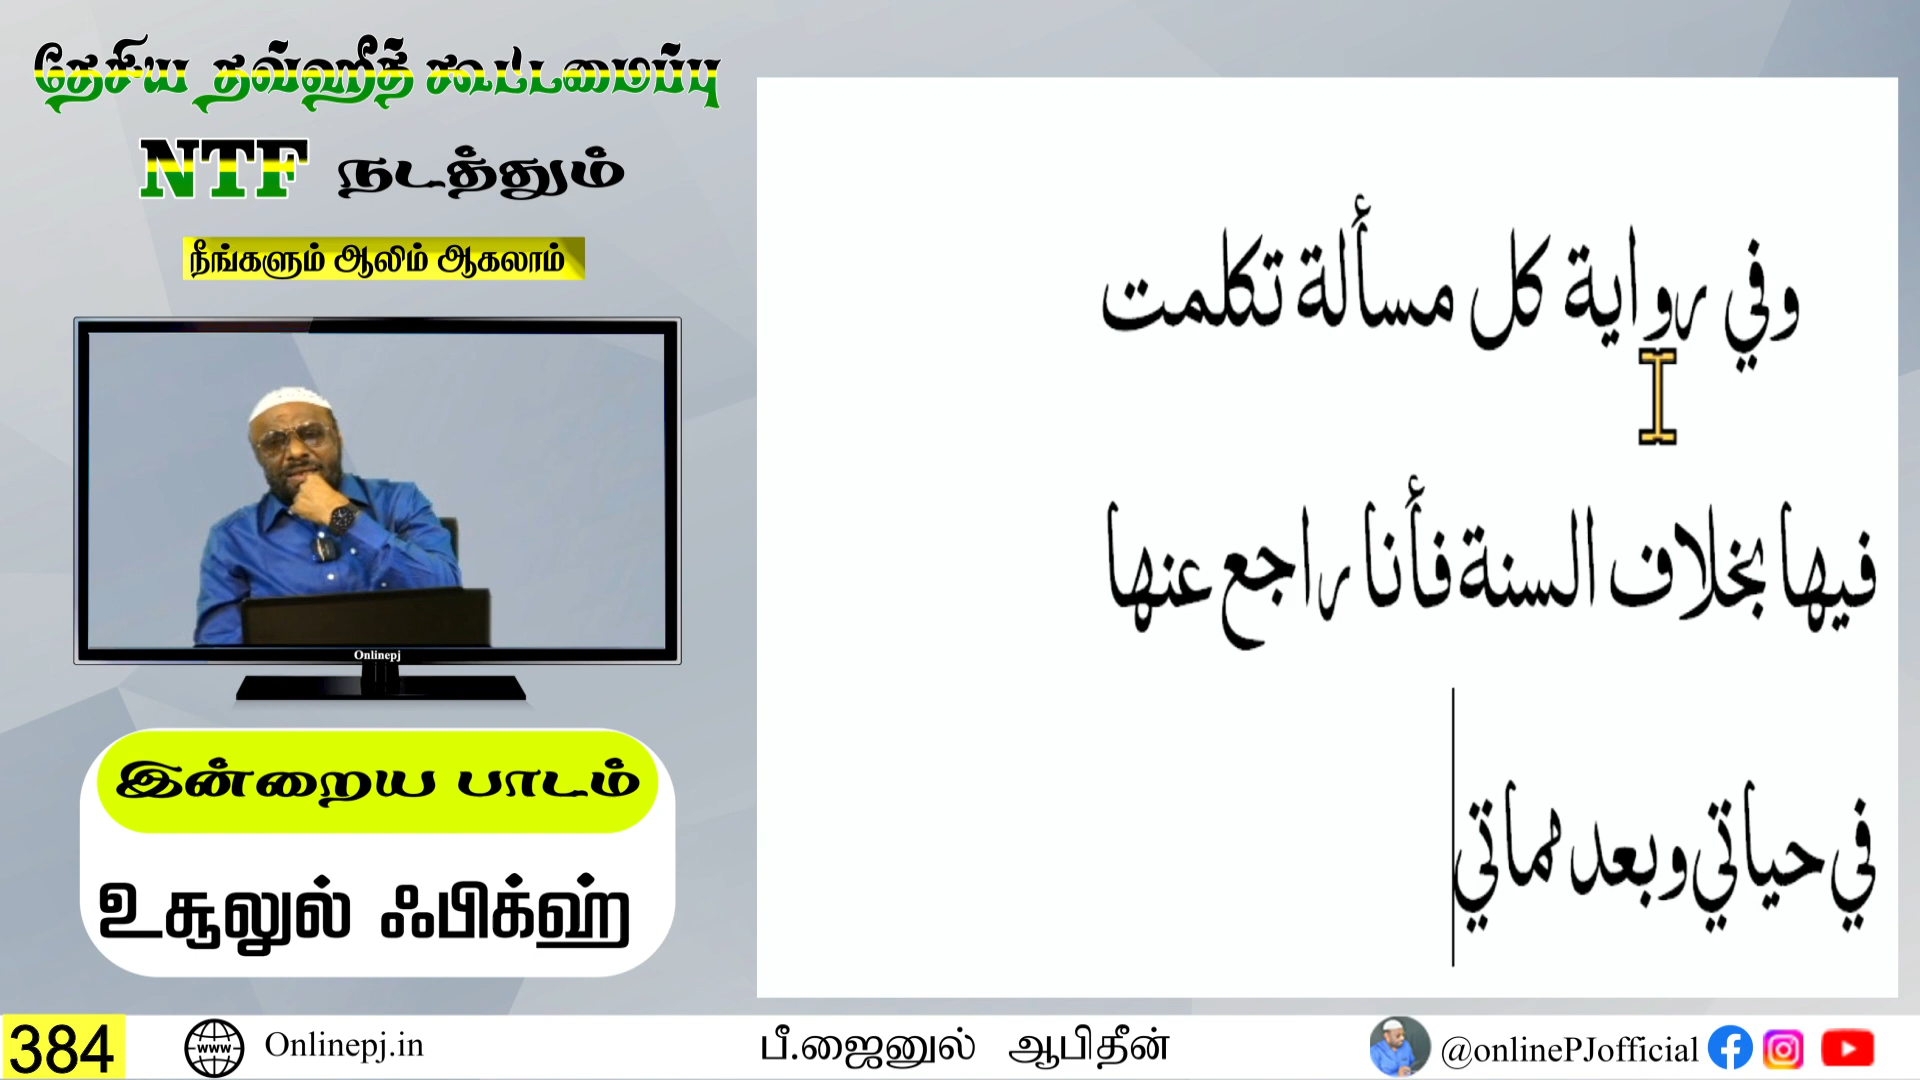 தேசிய தவ்ஹீத் கூட்டமைப்பு
NTF நடத்தும்
நீங்களும் ஆலிம் ஆகலாம்
Onlinepj
இன்றைய பாடம்
உசூலுல் ஃபிக்ஹ்
وفي رواية كل مسألة تكلمت
فيها بخلاف السنة فأنا راجع عنها
في حياتي وبعد مماتي
384
www
Onlinepj.in
பீ.ஜைனுல் ஆபிதீன்
@onlinePJofficial